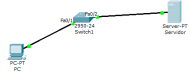 Fa0/2
Fa0/1
2950-24
Switch1
Server-PT
Servidor
PC-PT
PC